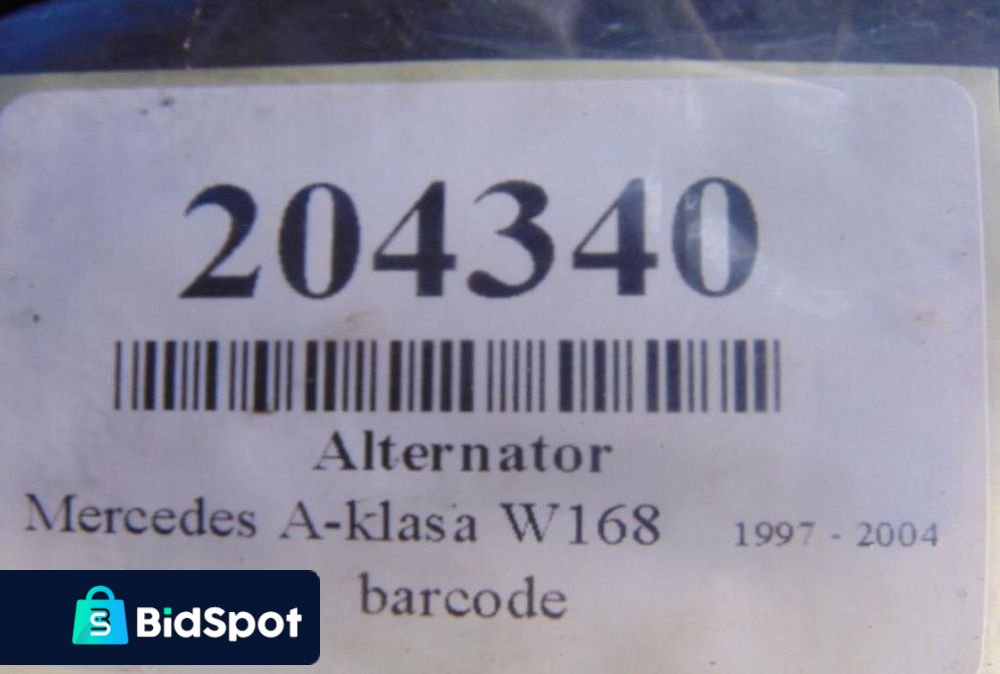 204340
Alternator
Mercedes A-klasa W168 1997 - 2004
barcode
BidSpot